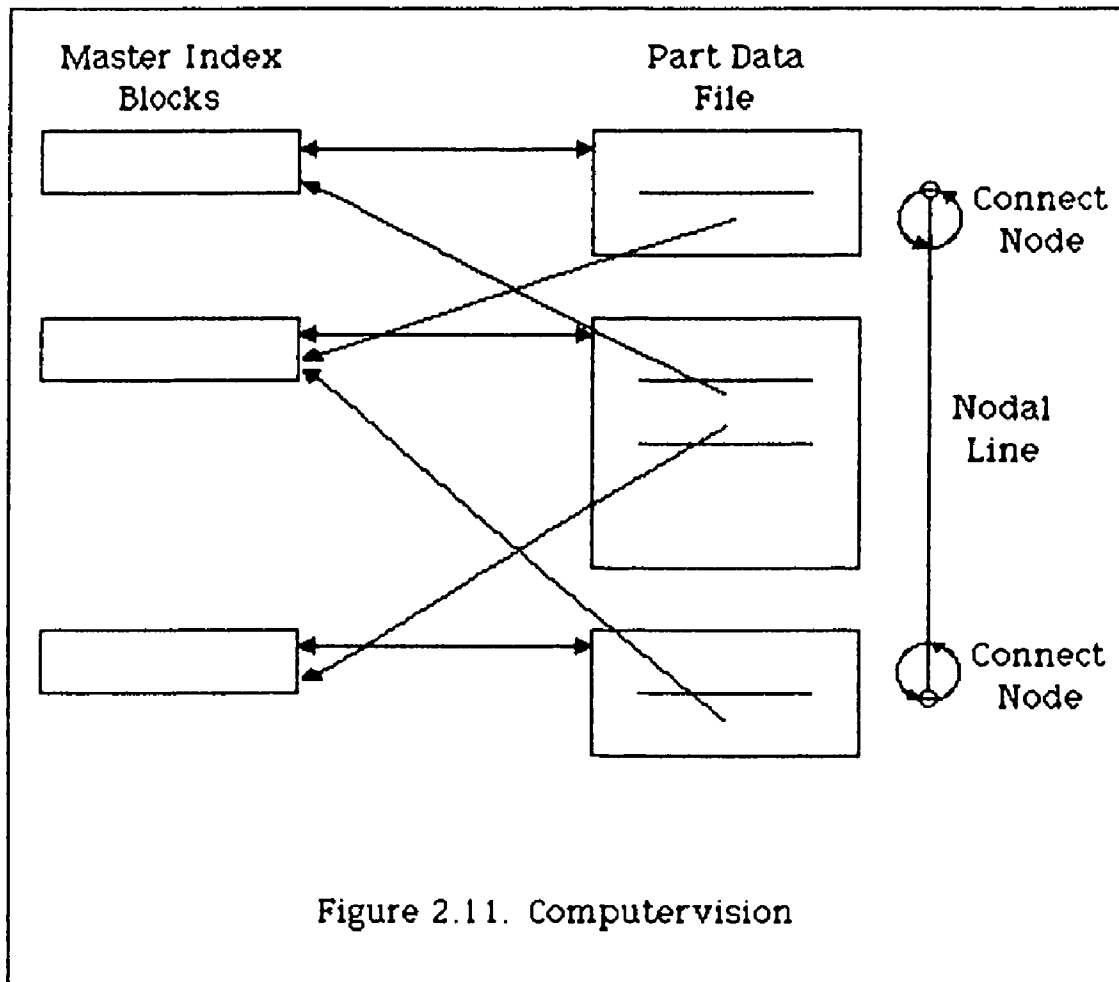 Master Index
Blocks
Part Data
File
Connect
Node
Nodal
Line
Connect
Node
Figure 2.11. Computervision